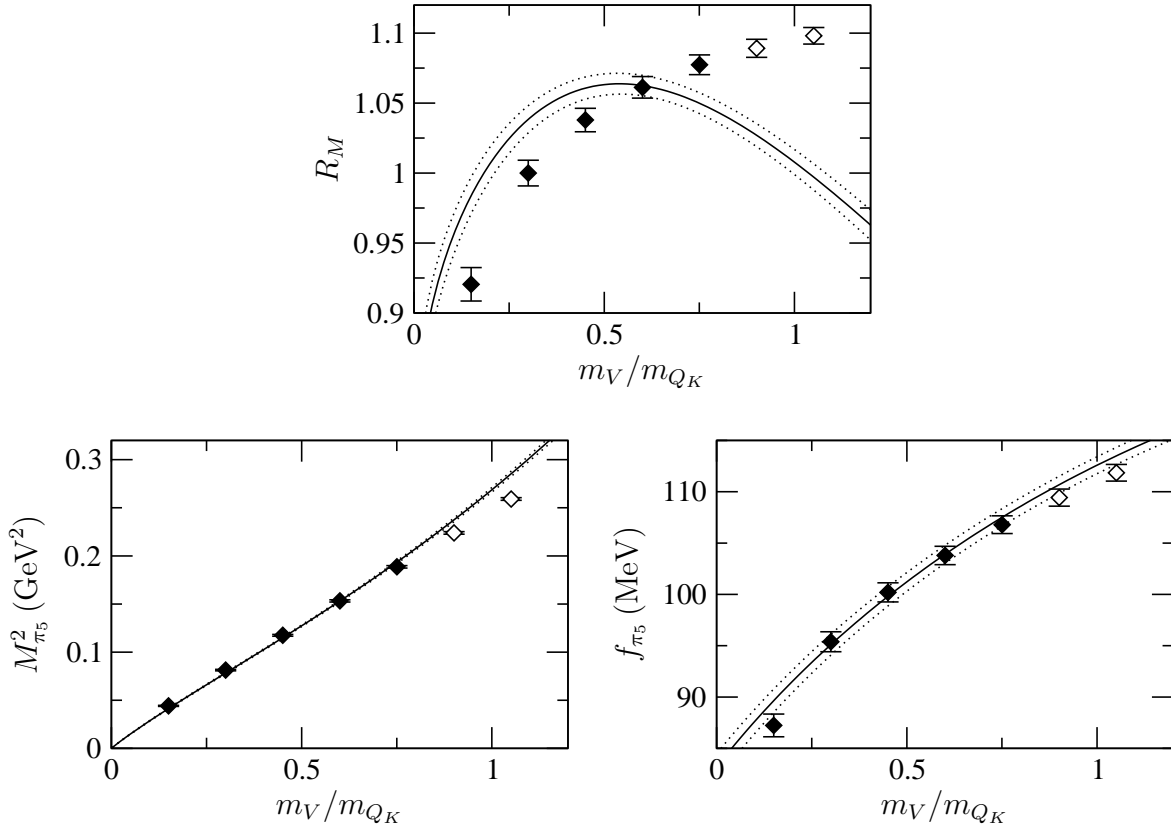 1.1
1.05
1
0.95
0.9
R_M
0 0.5 1
m_V/m_{Q_K}
0.3
0.2
0.1
0
M^2_{π_5} (GeV^2)
0 0.5 1
m_V/m_{Q_K}
110
100
90
f_{π_5} (MeV)
0 0.5 1
m_V/m_{Q_K}